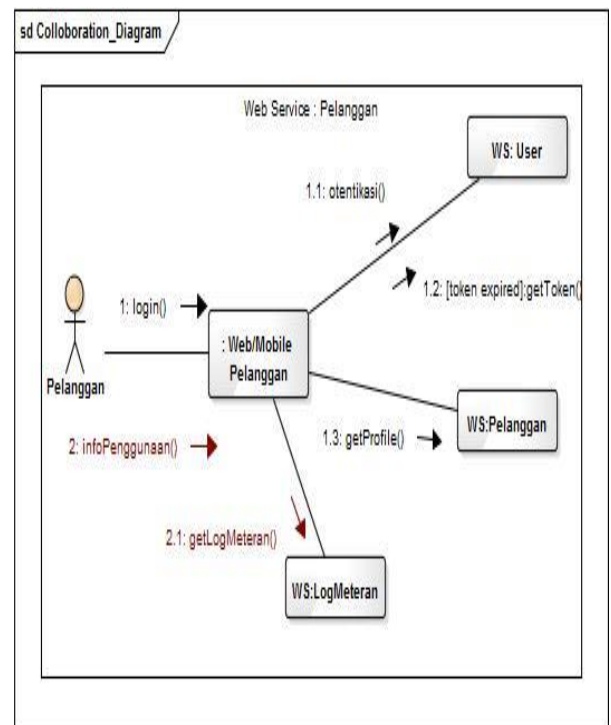 sd Colloboration_Diagram
Web Service : Pelanggan
WS: User
1.1: otentikasi()
1.2: [token expired]:getToken()
1: login()
: Web/Mobile
Pelanggan
Pelanggan
WS:Pelanggan
1.3: getProfile()
2: infoPenggunaan()
2.1: getLogMeteran()
WS:LogMeteran